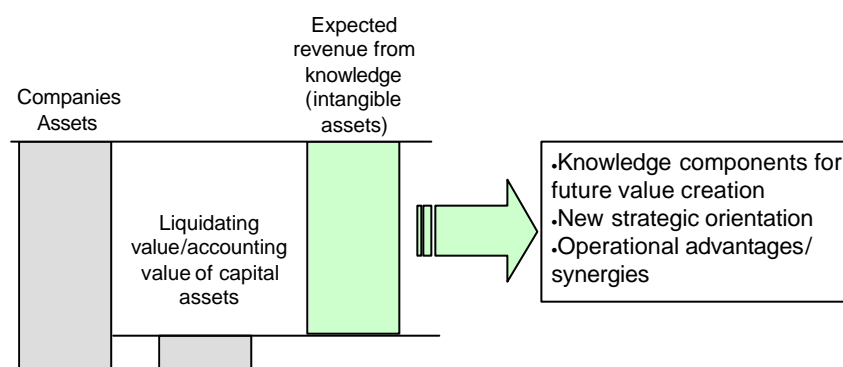 Companies
Assets
Liquidating
value/accounting
value of capital
assets
Expected
revenue from
knowledge
(intangible
assets)
•Knowledge components for
future value creation
•New strategic orientation
•Operational advantages/
synergies